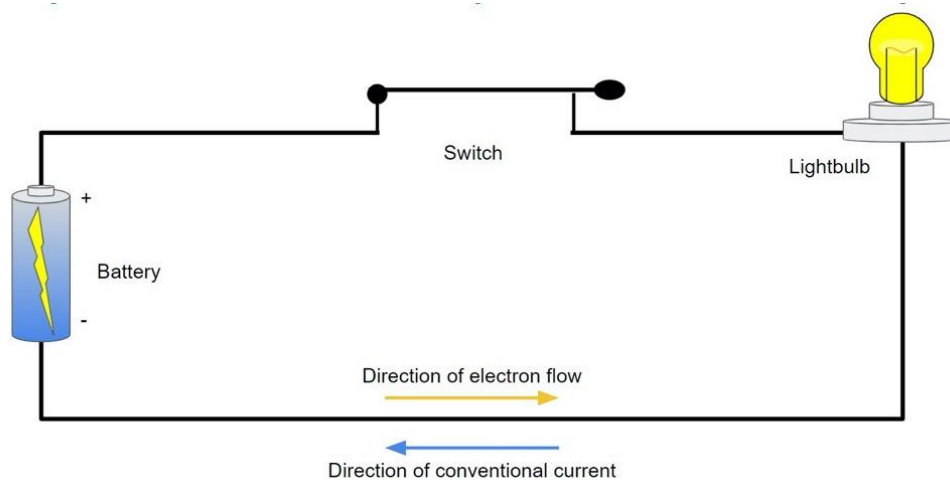 Switch
Lightbulb
+
Battery
-
Direction of electron flow
Direction of conventional current